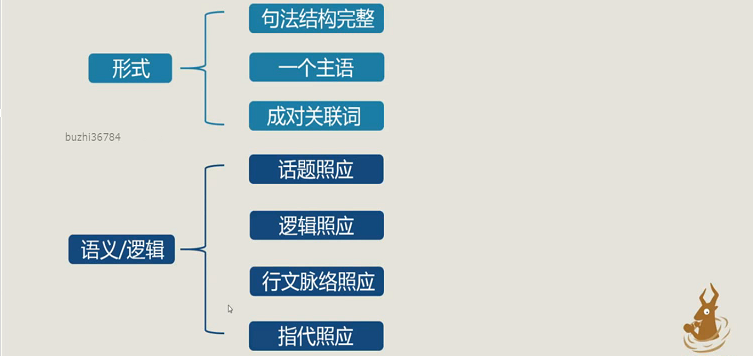 形式
句法结构完整
一个主语
成对关联词
buzhi36784
语义/逻辑
话题照应
逻辑照应
行文脉络照应
指代照应